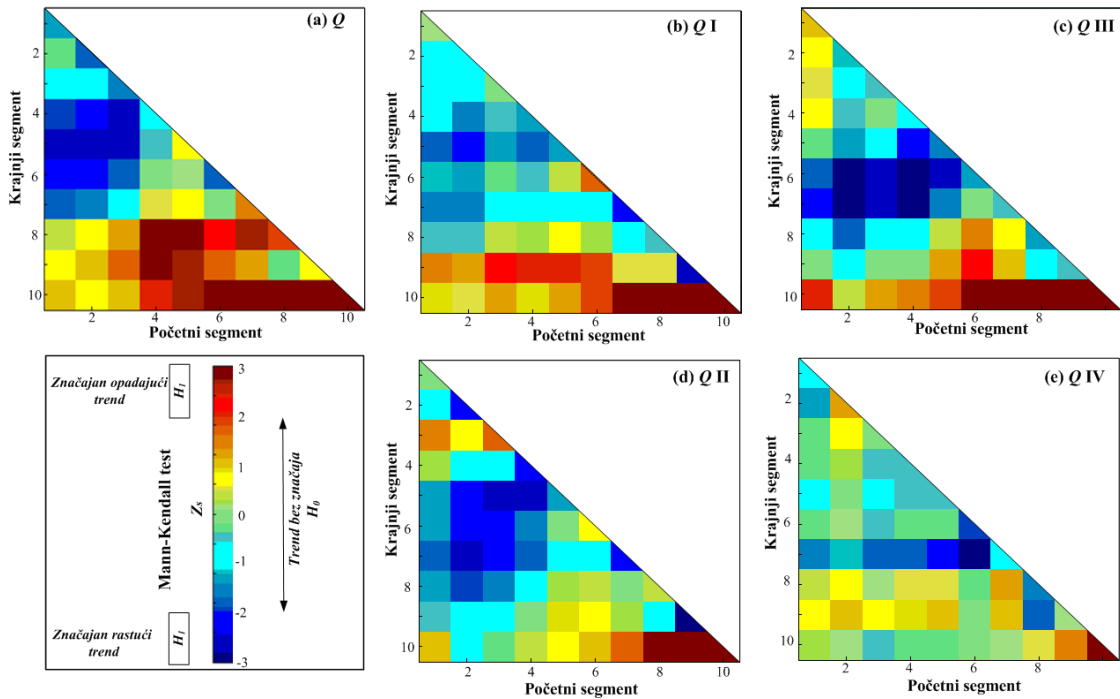 (a) Q
2
4
6
8
10
Krajnji segment
2
4
6
8
10
Početni segment
(b) Q I
2
4
6
8
10
Krajnji segment
2
4
6
8
10
Početni segment
(c) Q III
2
4
6
8
10
Krajnji segment
2
4
6
8
Početni segment
Značajan opadajući
trend
H1
Mann-Kendall test
Zs
3
2
1
0
-1
-2
-3
Trend bez značaja
H0
Značajan rastući
trend
H1
(d) Q II
2
4
6
8
10
Krajnji segment
2
4
6
8
10
Početni segment
(e) Q IV
2
4
6
8
10
Krajnji segment
2
4
6
8
10
Početni segment